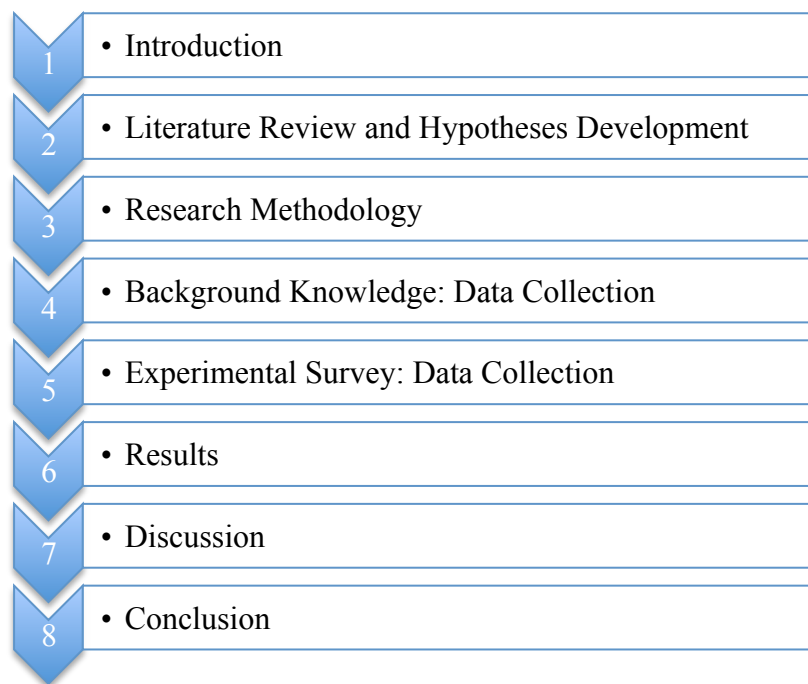 1 • Introduction
2 • Literature Review and Hypotheses Development
3 • Research Methodology
4 • Background Knowledge: Data Collection
5 • Experimental Survey: Data Collection
6 • Results
7 • Discussion
8 • Conclusion